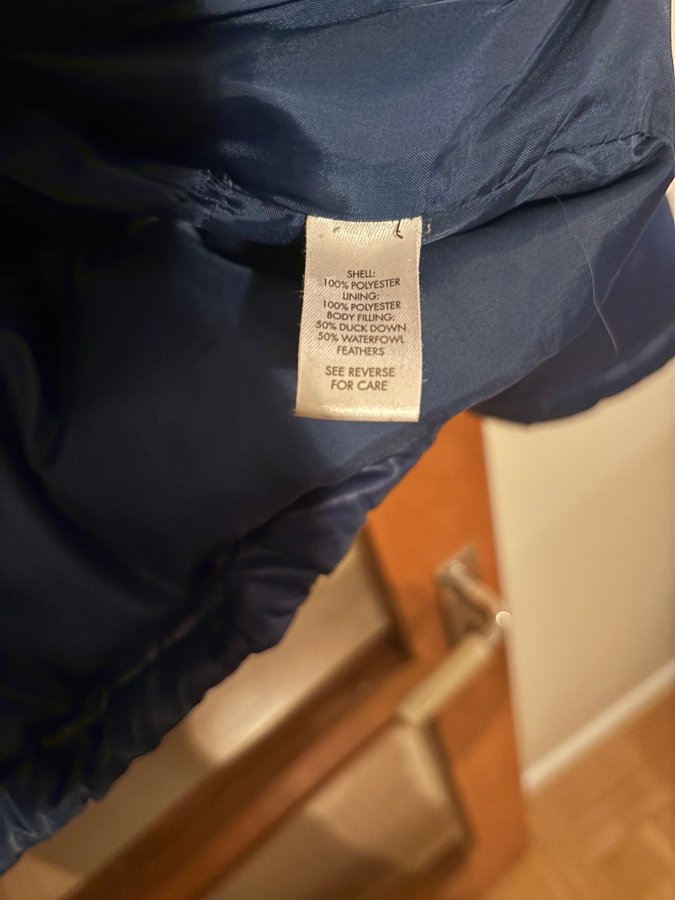 SHELL:
100% POLYESTER
LINING:
100% POLYESTER
BODY FILLING:
50% DUCK DOWN
50% WATERFOWL
FEATHERS
SEE REVERSE
FOR CARE